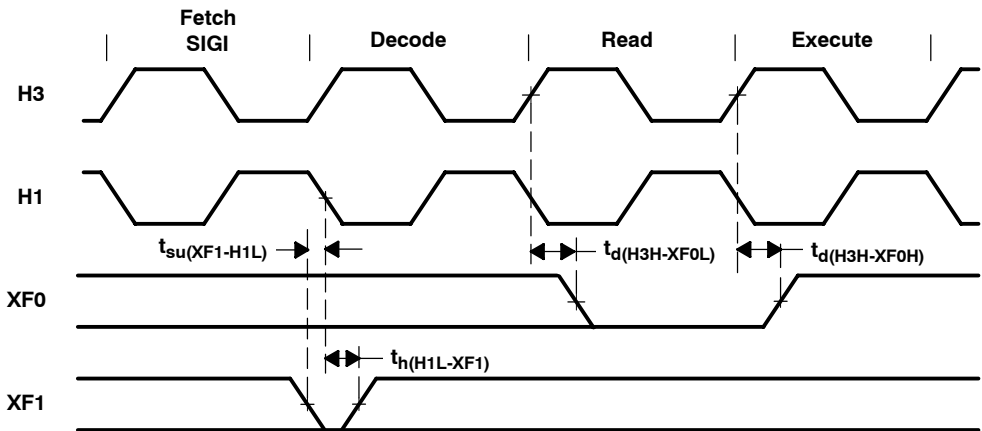 Fetch
SIGI
Decode
Read
Execute
H3
H1
tsu(XF1-H1L)
td(H3H-XF0L)
td(H3H-XF0H)
XF0
th(H1L-XF1)
XF1